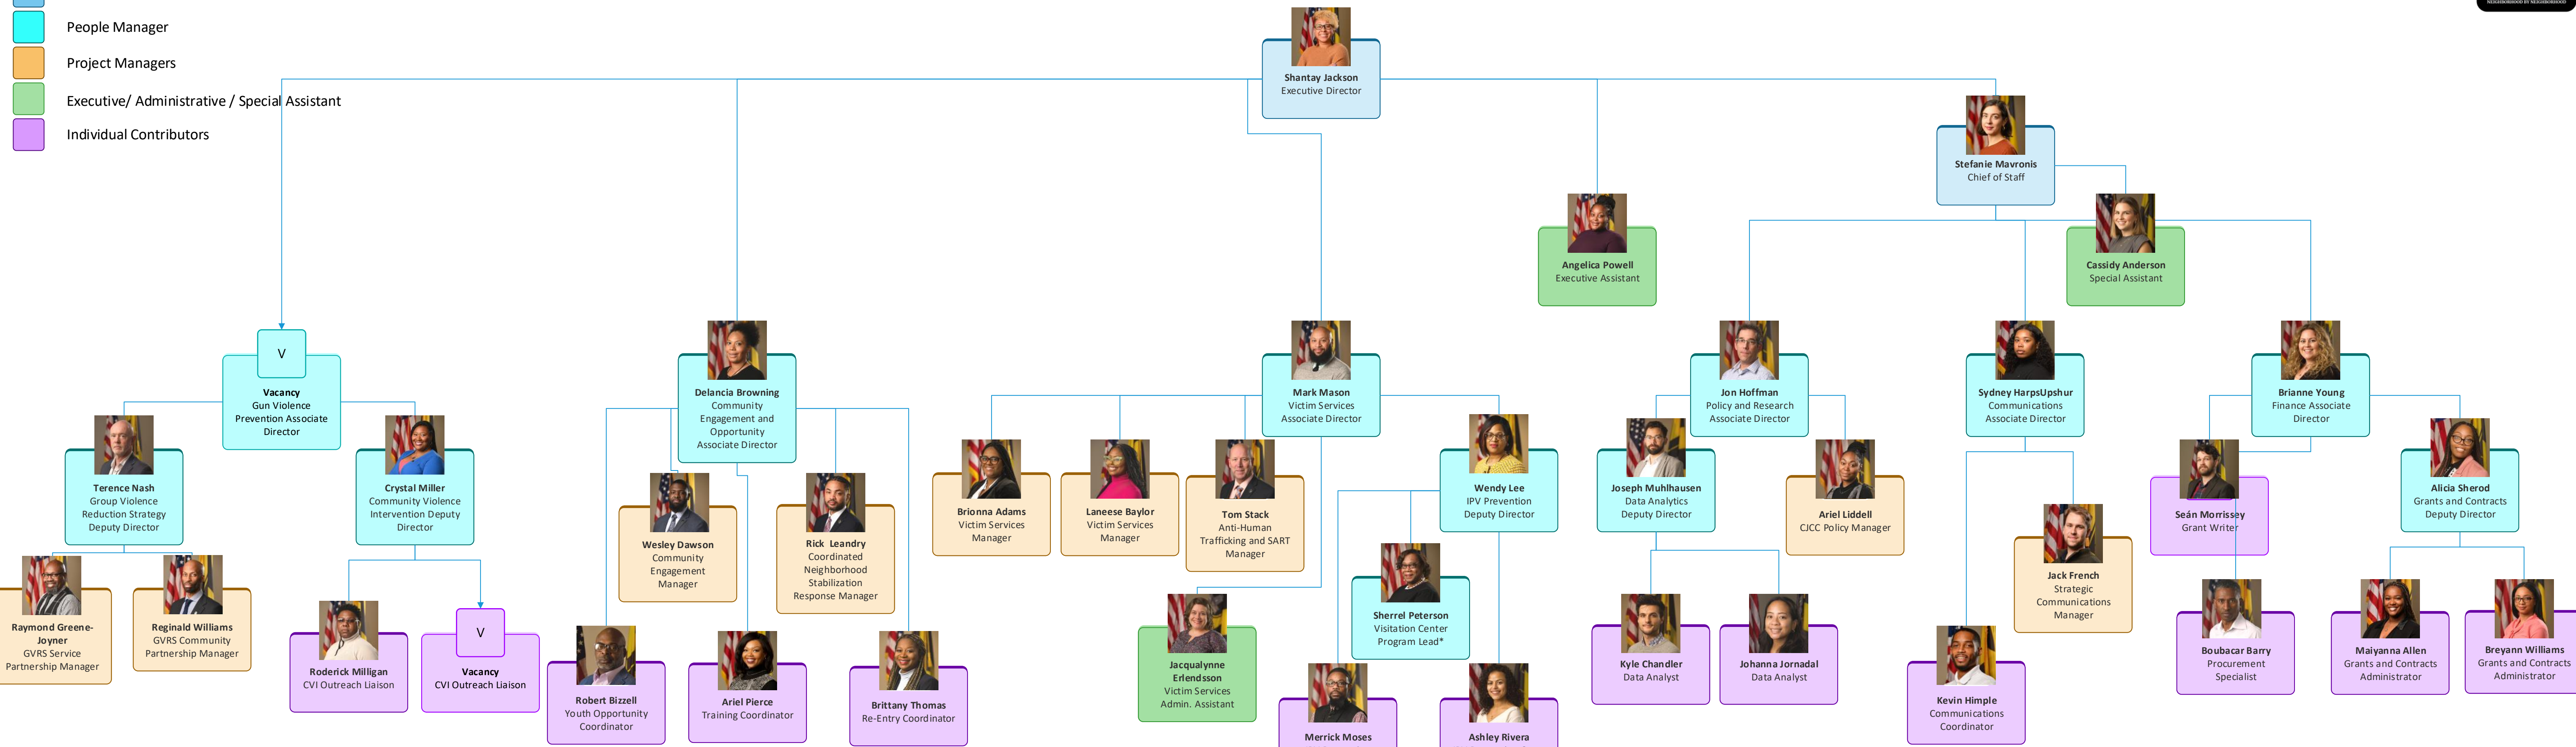 NEIGHBORHOOD BY NEIGHBORHOOD
People Manager
Project Managers
Executive/ Administrative / Special Assistant
Individual Contributors
Shantay Jackson
Executive Director
Stefanie Mavronis
Chief of Staff
Angelica Powell
Executive Assistant
Cassidy Anderson
Special Assistant
V
Vacancy
Gun Violence
Prevention Associate
Director
Delancia Browning
Community
Engagement and
Opportunity
Associate Director
Mark Mason
Victim Services
Associate Director
Jon Hoffman
Policy and Research
Associate Director
Sydney HarpsUpshur
Communications
Associate Director
Brianne Young
Finance Associate
Director
Terence Nash
Group Violence
Reduction Strategy
Deputy Director
Crystal Miller
Community Violence
Intervention Deputy
Director
Wesley Dawson
Community
Engagement
Manager
Rick Leandry
Coordinated
Neighborhood
Stabilization
Response Manager
Brionna Adams
Victim Services
Manager
Laneese Baylor
Victim Services
Manager
Tom Stack
Anti-Human
Trafficking and SART
Manager
Wendy Lee
IPV Prevention
Deputy Director
Joseph Muhlhausen
Data Analytics
Deputy Director
Ariel Liddell
CJCC Policy Manager
Seán Morrissey
Grant Writer
Alicia Sherod
Grants and Contracts
Deputy Director
Jack French
Strategic
Communications
Manager
Raymond Greene-
Joyner
GVRS Service
Partnership Manager
Reginald Williams
GVRS Community
Partnership Manager
Roderick Milligan
CVI Outreach Liaison
V
Vacancy
CVI Outreach Liaison
Robert Bizzell
Youth Opportunity
Coordinator
Ariel Pierce
Training Coordinator
Brittany Thomas
Re-Entry Coordinator
Jacqualynne
Erlendsson
Victim Services
Admin. Assistant
Sherrel Peterson
Visitation Center
Program Lead*
Merrick Moses
Ashley Rivera
Kyle Chandler
Data Analyst
Johanna Jornadal
Data Analyst
Kevin Himple
Communications
Coordinator
Boubacar Barry
Procurement
Specialist
Maiyanna Allen
Grants and Contracts
Administrator
Breyann Williams
Grants and Contracts
Administrator